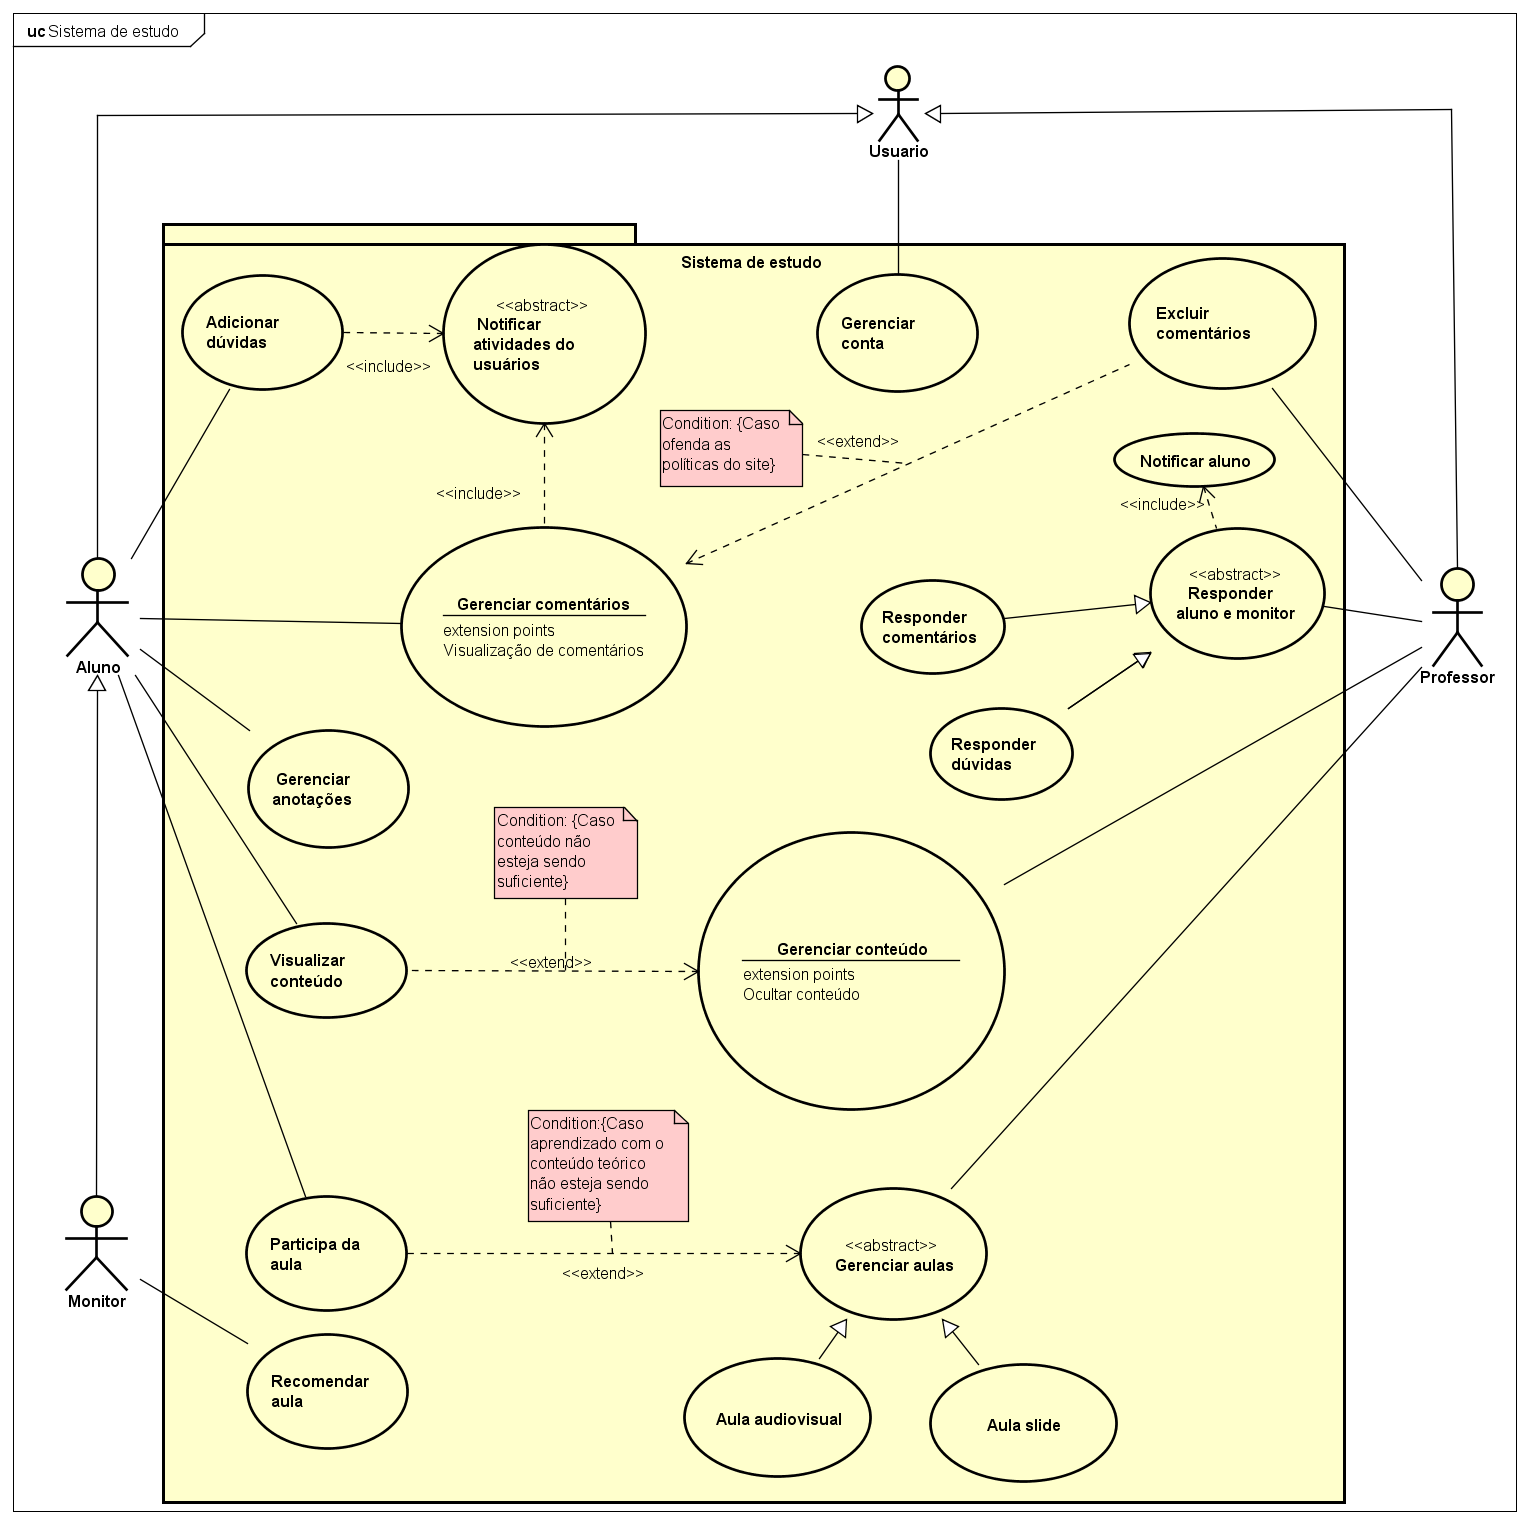 uc Sistema de estudo
Usuario
Sistema de estudo
Adicionar
dúvidas
<<include>>
<<abstract>>
Notificar
atividades do
usuários
Gerenciar
conta
Excluir
comentários
Condition: {Caso
ofenda as
políticas do site}
<<extend>>
Notificar aluno
<<include>>
<<include>>
<<abstract>>
Responder
aluno e monitor
Gerenciar comentários
extension points
Visualização de comentários
Responder
comentários
Aluno
Professor
Responder
dúvidas
Gerenciar
anotações
Condition: {Caso
conteúdo não
esteja sendo
suficiente}
Visualizar
conteúdo
<<extend>>
Gerenciar conteúdo
extension points
Ocultar conteúdo
Condition:{Caso
aprendizado com o
conteúdo teórico
não esteja sendo
suficiente}
Participa da
aula
<<extend>>
<<abstract>>
Gerenciar aulas
Monitor
Recomendar
aula
Aula audiovisual
Aula slide